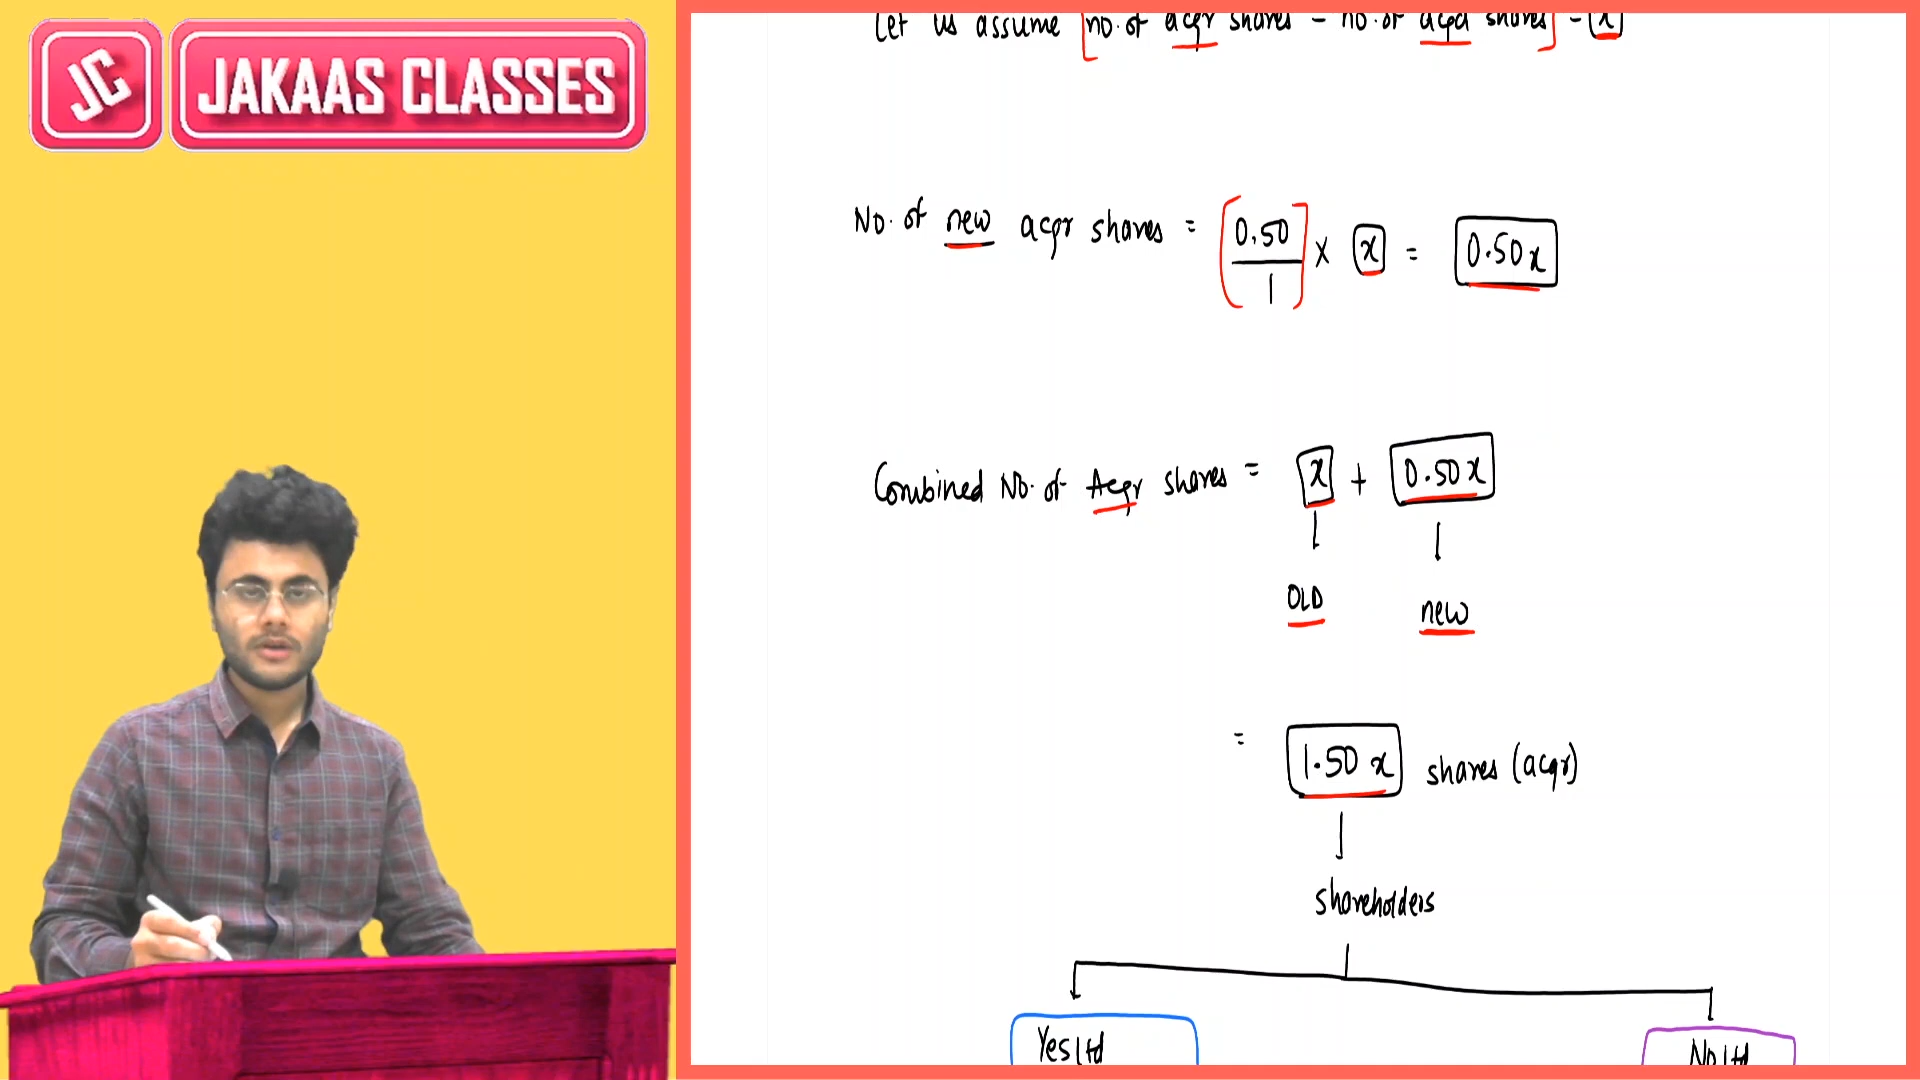 JC JAKAAS CLASSES
Let us assume [no. of acqr shares = no. of acqd shares] = x
No. of new acqr shares = [0.50 / 1] x x = 0.50x
Combined No. of Acqr shares = x + 0.50x
OLD new
= 1.50 x shares (acqr)
shareholders
Yes ltd No ltd